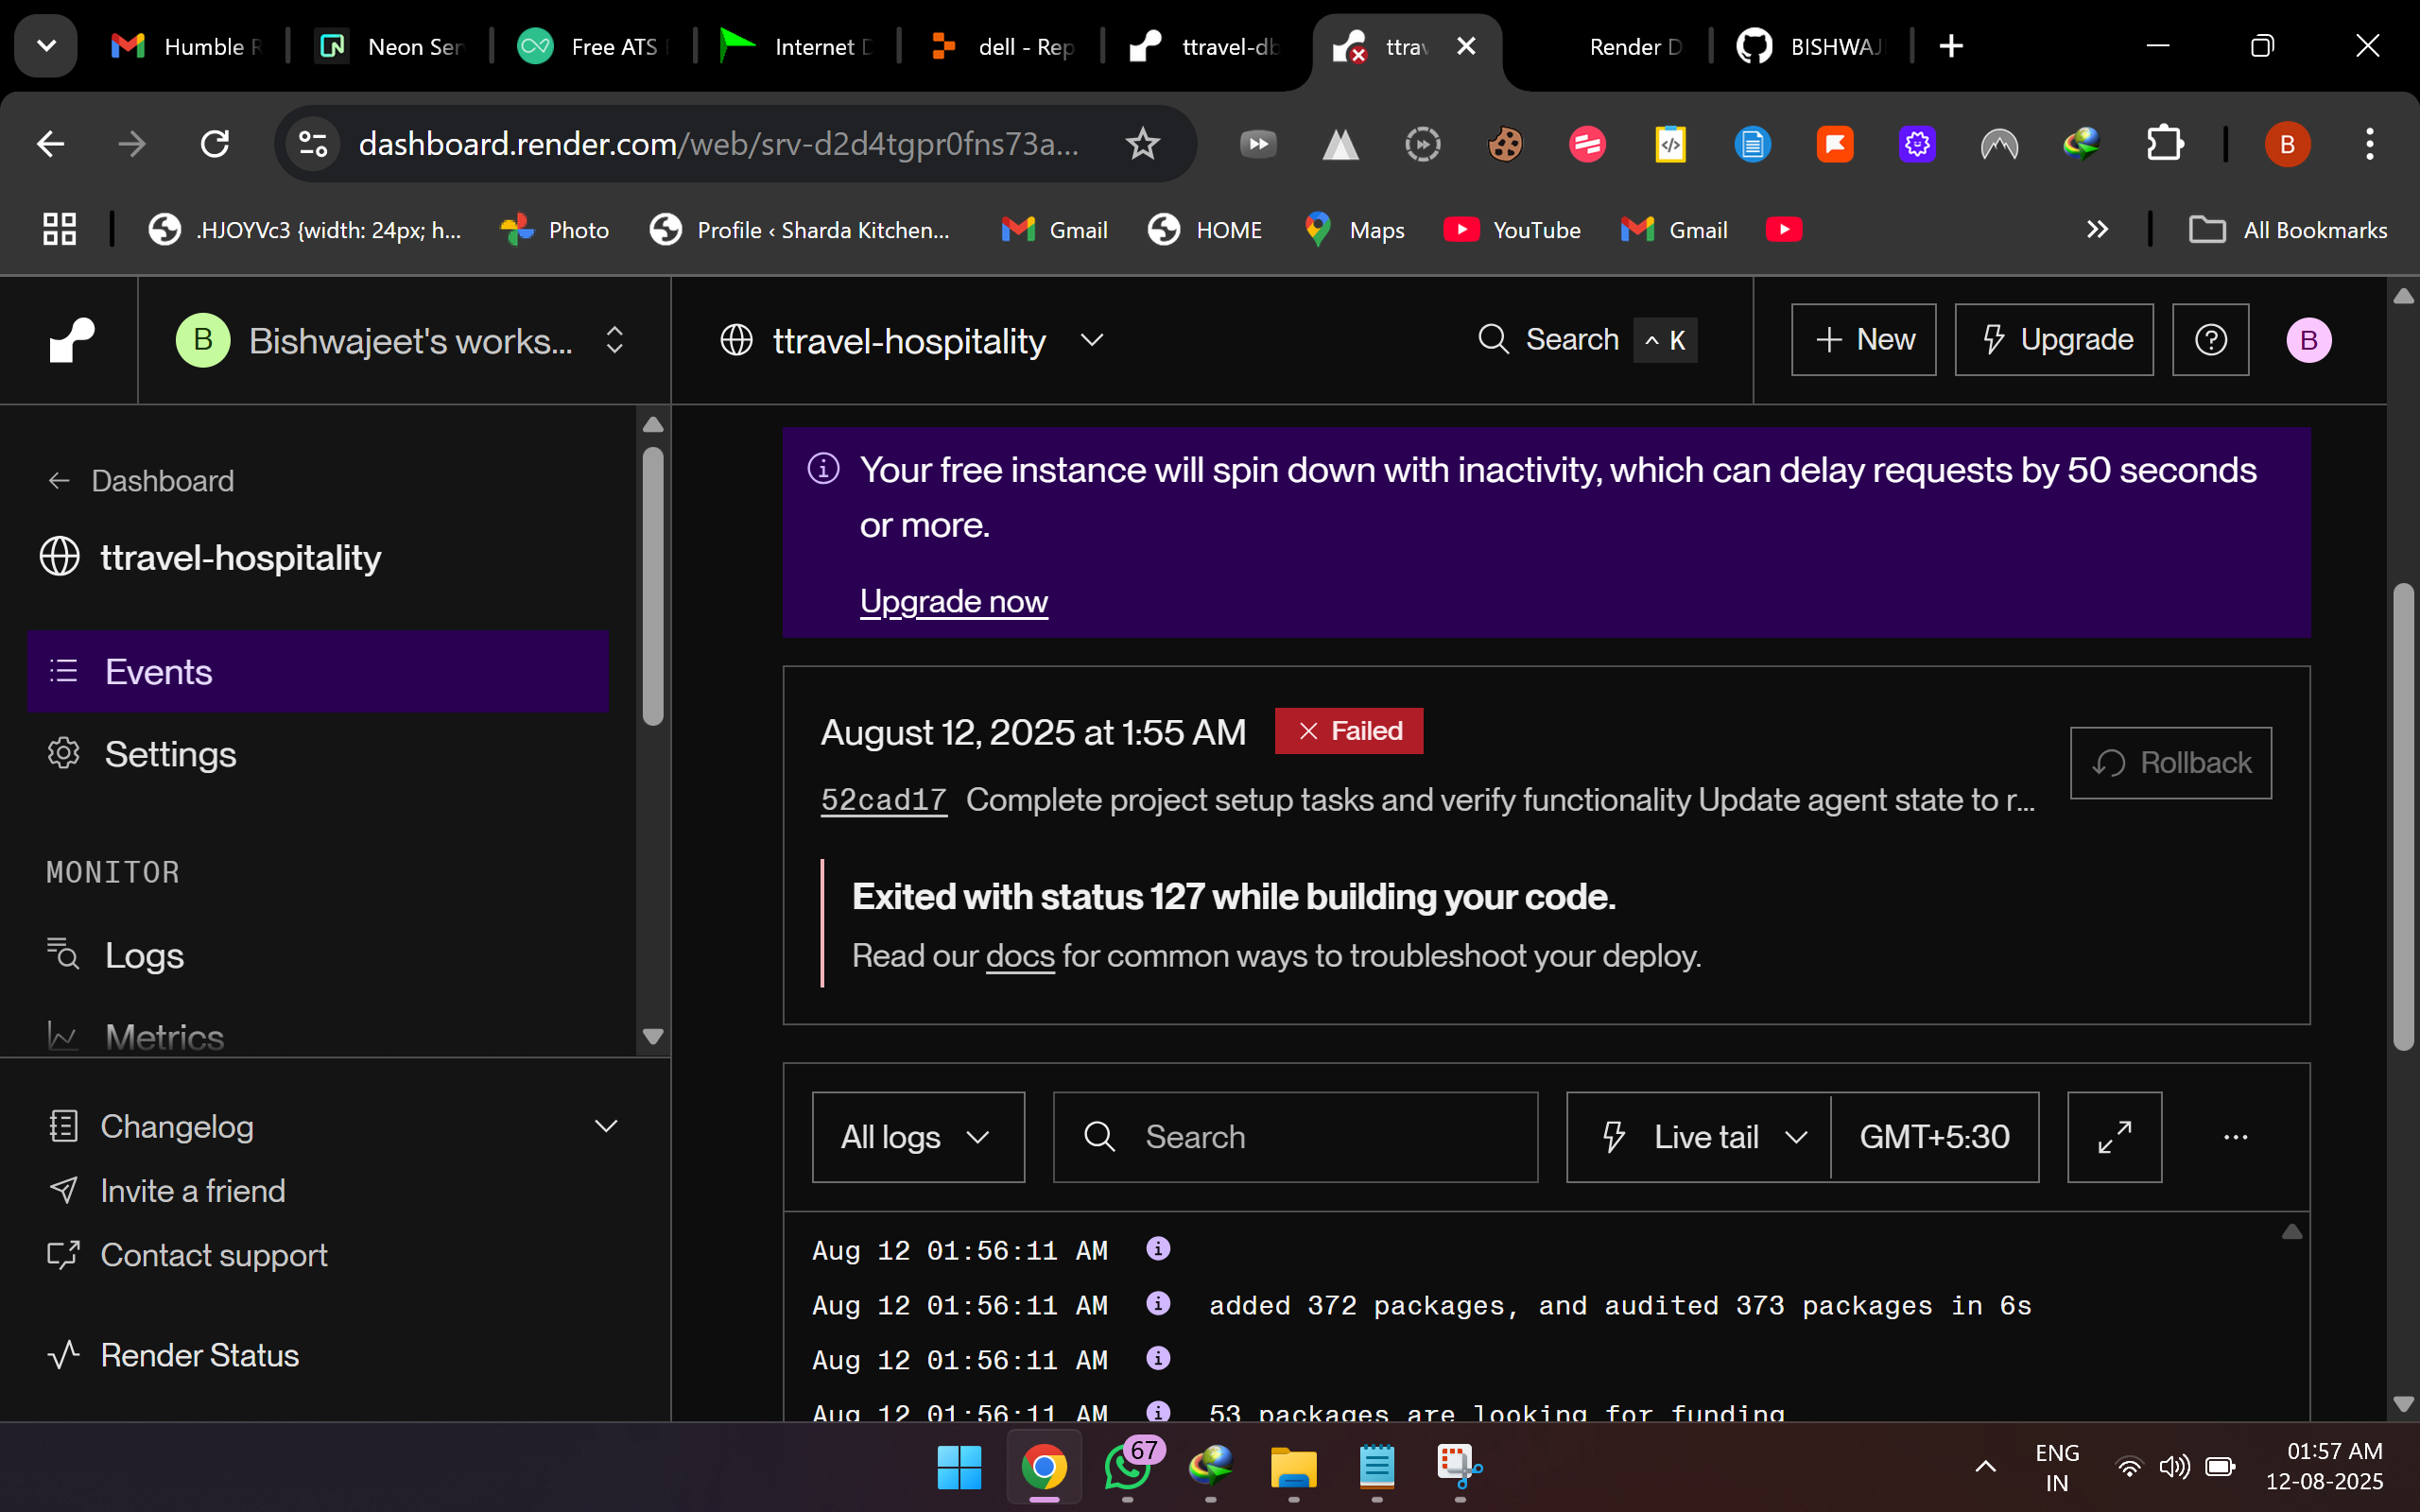 Humble R
Neon Ser
Free ATS
Internet D
dell - Rep
ttravel-db
ttrav
Render D
BISHWAJ
dashboard.render.com/web/srv-d2d4tgpr0fns73a...
B
.HJOYVc3 {width: 24px; h...
Photo
Profile ‹ Sharda Kitchen...
Gmail
HOME
Maps
YouTube
Gmail
All Bookmarks
B Bishwajeet's works...
ttravel-hospitality
Search ^ K
+ New
Upgrade
B
← Dashboard
ttravel-hospitality
Events
Settings
MONITOR
Logs
Metrics
Changelog
Invite a friend
Contact support
Render Status
Your free instance will spin down with inactivity, which can delay requests by 50 seconds
or more.
Upgrade now
August 12, 2025 at 1:55 AM Failed
Rollback
52cad17 Complete project setup tasks and verify functionality Update agent state to r...
Exited with status 127 while building your code.
Read our docs for common ways to troubleshoot your deploy.
All logs
Search
Live tail
GMT+5:30
...
Aug 12 01:56:11 AM
Aug 12 01:56:11 AM added 372 packages, and audited 373 packages in 6s
Aug 12 01:56:11 AM
Aug 12 01:56:11 AM 53 packages are looking for funding
67
ENG
IN
01:57 AM
12-08-2025